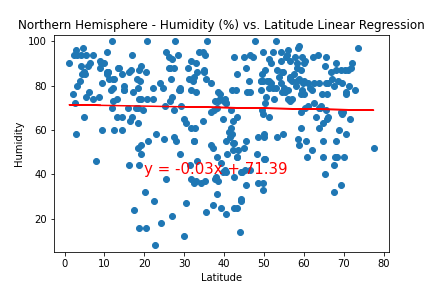 Northern Hemisphere - Humidity (%) vs. Latitude Linear Regression
100
80
60
40
20
Humidity
y = -0.03x + 71.39
0 10 20 30 40 50 60 70 80
Latitude